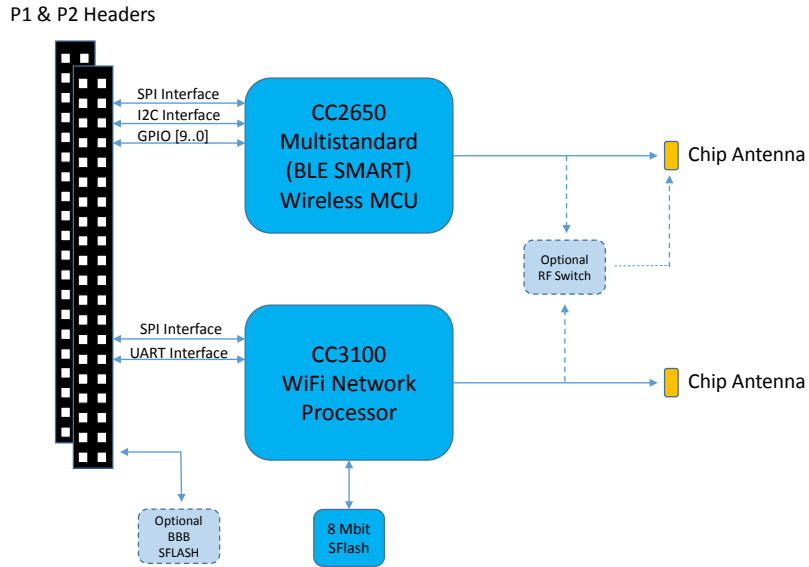 P1 & P2 Headers
SPI Interface
I2C Interface
GPIO [9..0]
CC2650
Multistandard
(BLE SMART)
Wireless MCU
Chip Antenna
Optional
RF Switch
SPI Interface
UART Interface
CC3100
WiFi Network
Processor
Chip Antenna
Optional
BBB
SFLASH
8 Mbit
SFlash